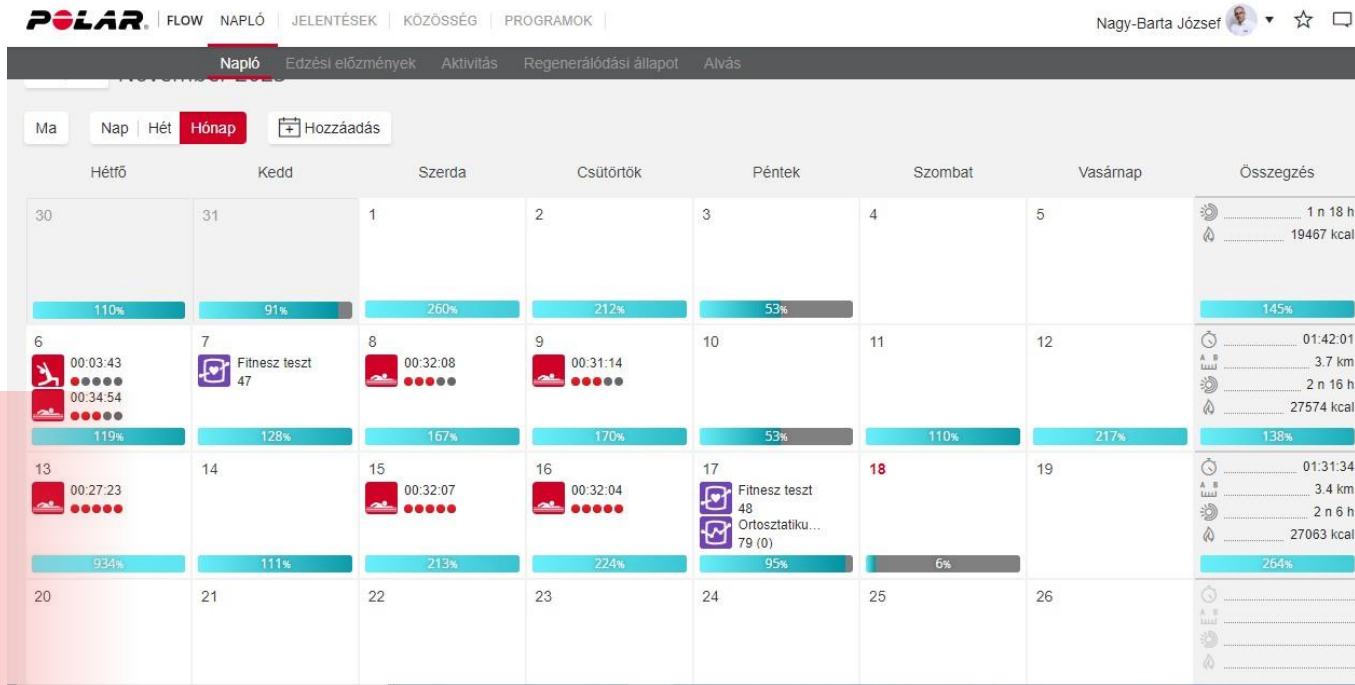 POLAR. FLOW NAPLÓ JELENTÉSEK KÖZÖSSÉG PROGRAMOK Nagy-Barta József
Napló Edzési előzmények Aktivitás Regenerálódási állapot Alvás
Ma Nap Hét Hónap Hozzáadás
Hétfő Kedd Szerda Csütörtök Péntek Szombat Vasárnap Összegzés
30 31 1 2 3 4 5 1 n 18 h
19467 kcal
110% 91% 260% 212% 53% 145%
6 7 8 9 10 11 12 01:42:01
00:03:43 Fitnesz teszt 00:32:08 00:31:14 A B 3.7 km
47
00:34:54 2 n 16 h
27574 kcal
119% 128% 167% 170% 53% 110% 217% 138%
13 14 15 16 17 18 19 01:31:34
00:27:23 00:32:07 00:32:04 Fitnesz teszt A B 3.4 km
48
Ortosztatiku... 2 n 6 h
79 (0) 27063 kcal
934% 111% 213% 224% 95% 6% 264%
20 21 22 23 24 25 26
A B